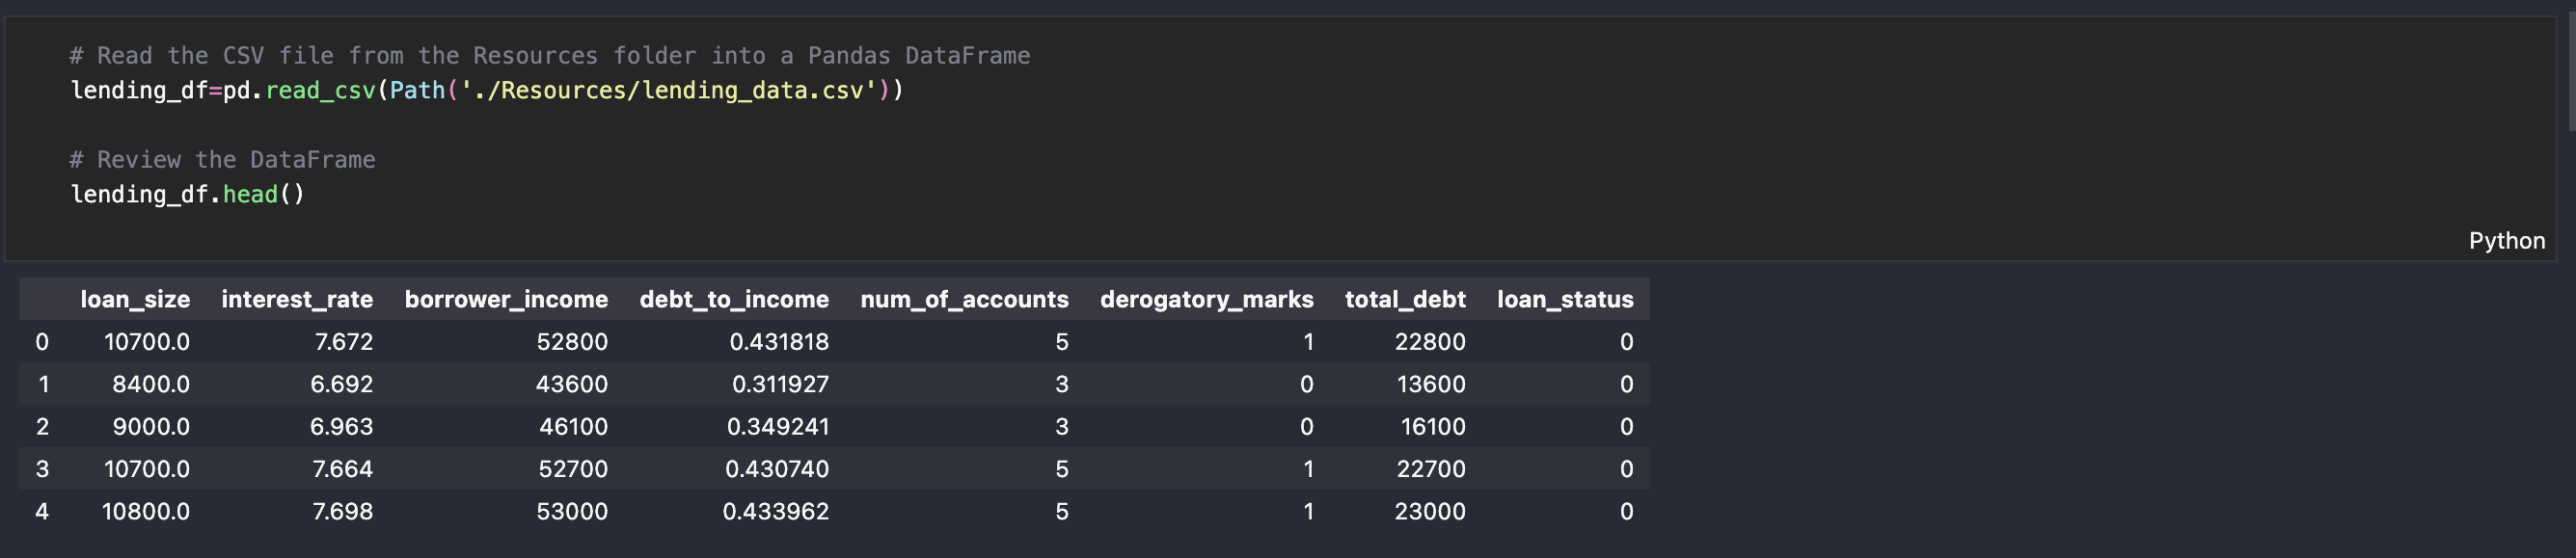 # Read the CSV file from the Resources folder into a Pandas DataFrame
lending_df=pd.read_csv(Path('./Resources/lending_data.csv'))
# Review the DataFrame
lending_df.head()
Python
loan_size interest_rate borrower_income debt_to_income num_of_accounts derogatory_marks total_debt loan_status
0 10700.0 7.672 52800 0.431818 5 1 22800 0
1 8400.0 6.692 43600 0.311927 3 0 13600 0
2 9000.0 6.963 46100 0.349241 3 0 16100 0
3 10700.0 7.664 52700 0.430740 5 1 22700 0
4 10800.0 7.698 53000 0.433962 5 1 23000 0